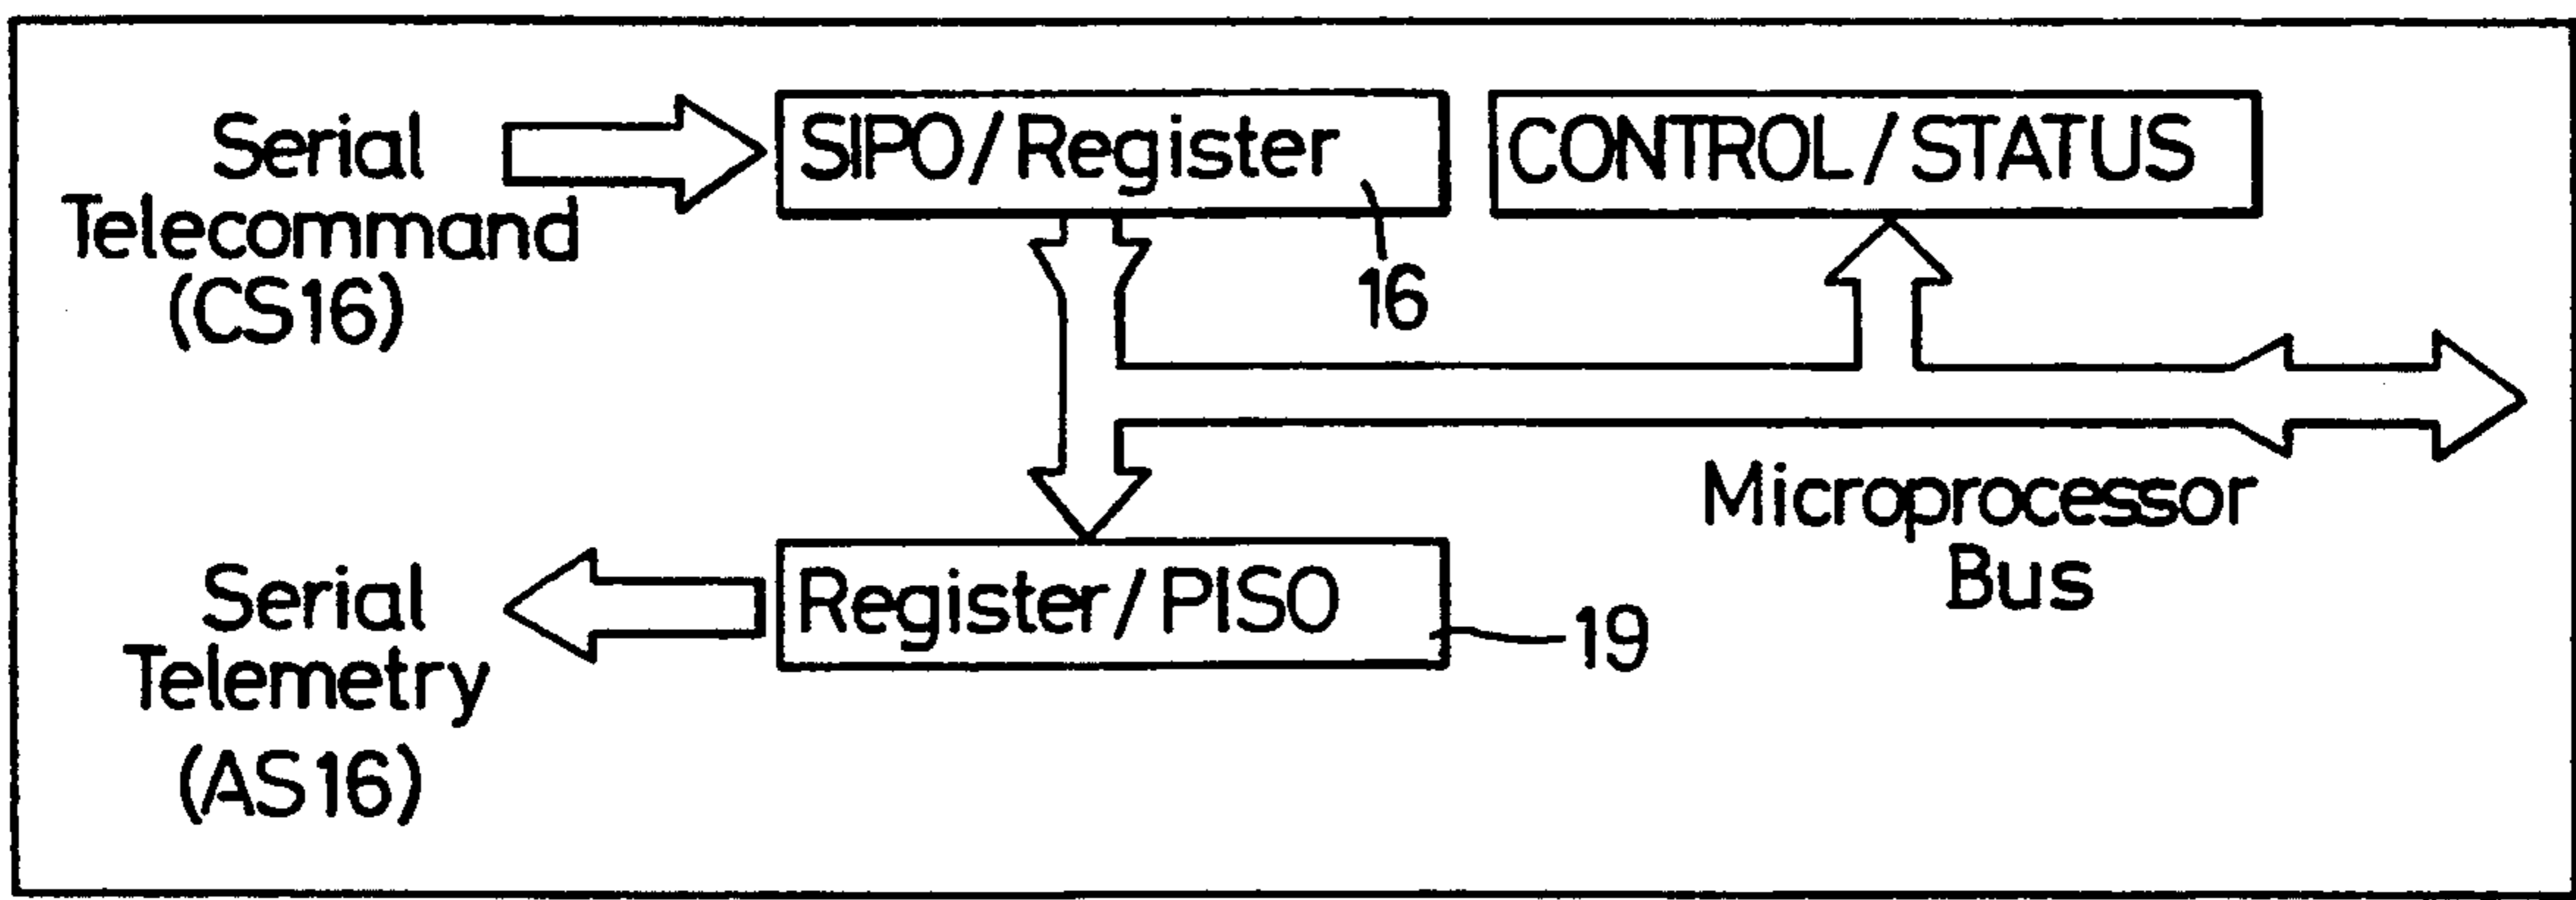 Serial
Telecommand
(CS16)
SIPO/Register
CONTROL/STATUS
16
Microprocessor
Bus
Serial
Telemetry
(AS16)
Register/PISO
19